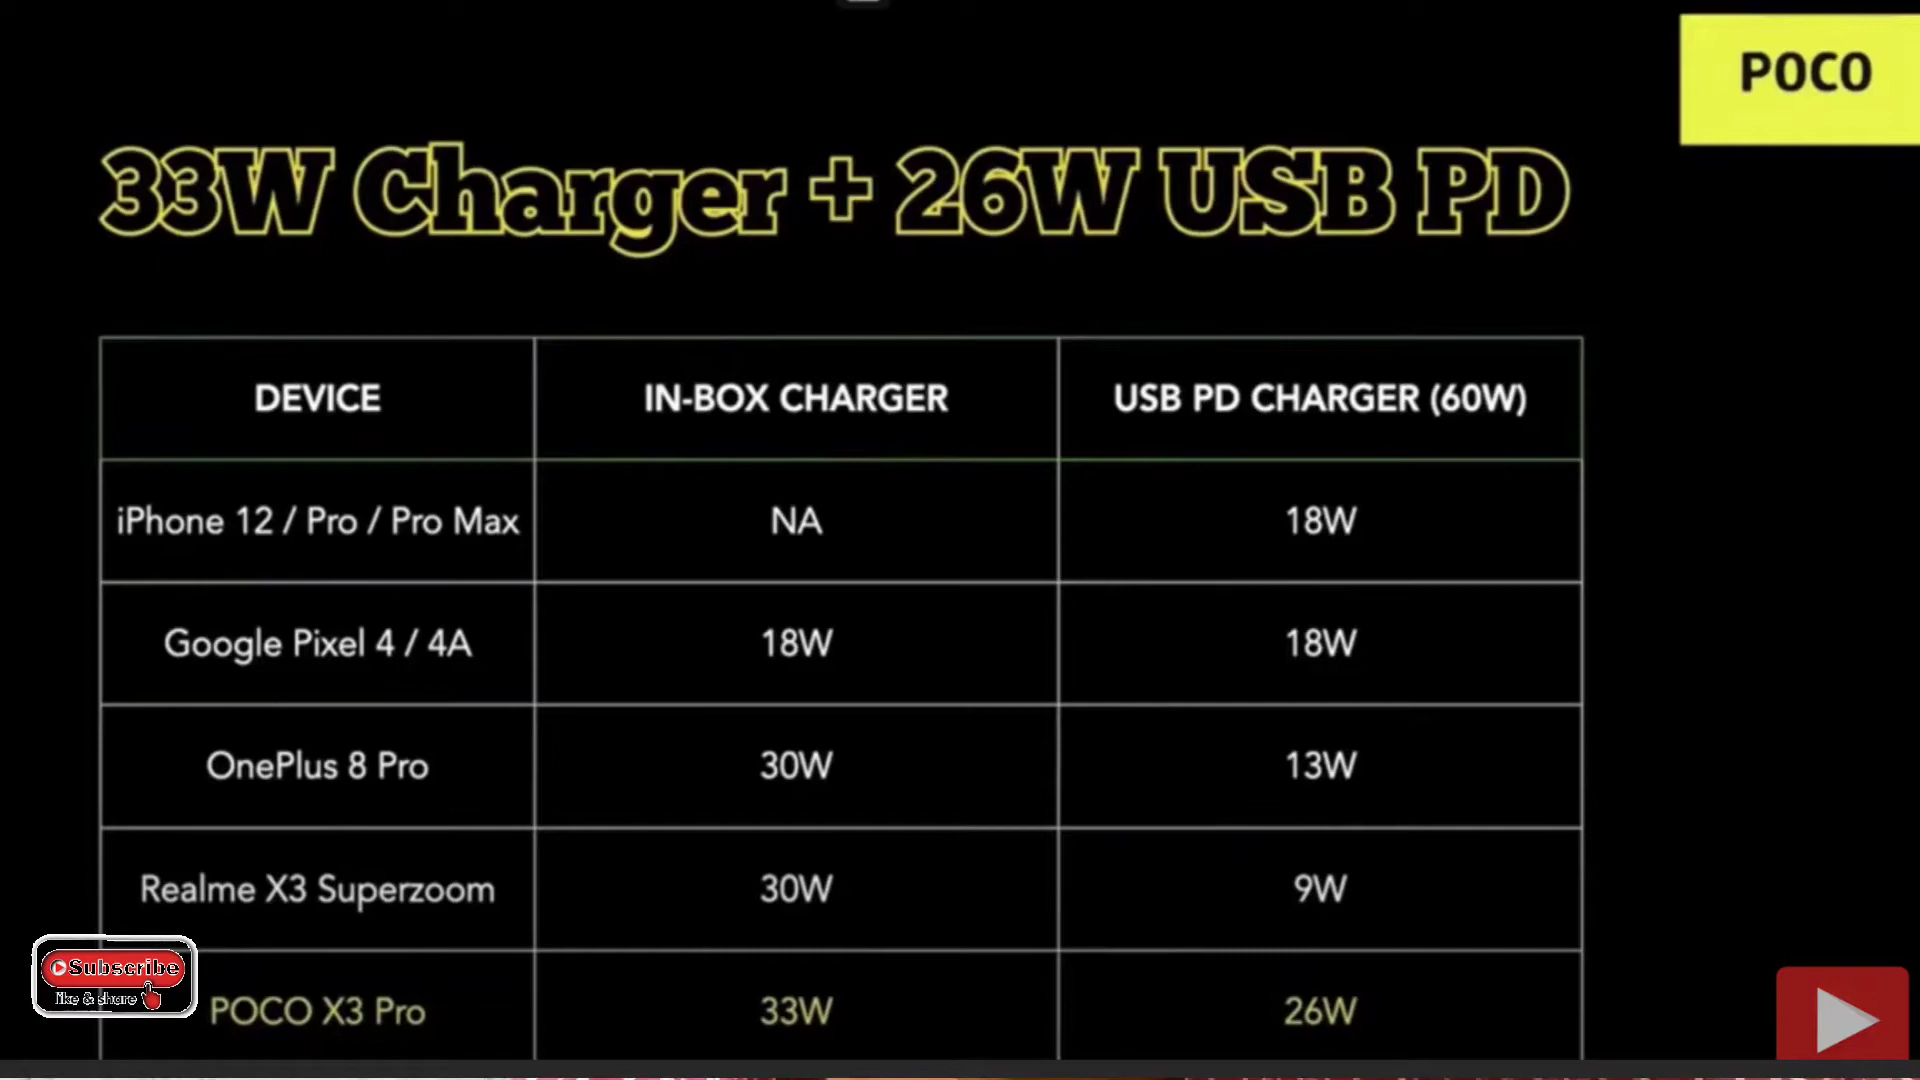 POCO
33W Charger + 26W USB PD
DEVICE IN-BOX CHARGER USB PD CHARGER (60W)
iPhone 12 / Pro / Pro Max NA 18W
Google Pixel 4 / 4A 18W 18W
OnePlus 8 Pro 30W 13W
Realme X3 Superzoom 30W 9W
POCO X3 Pro 33W 26W
Subscribe
like & share